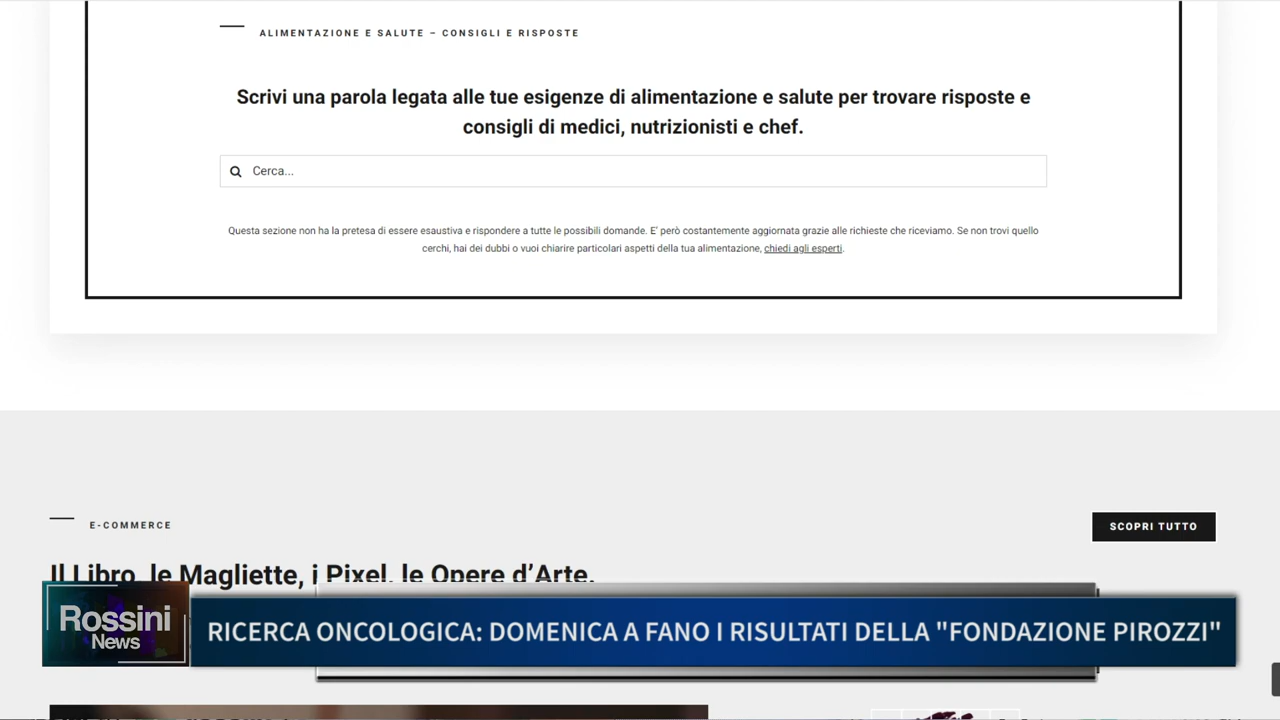 ALIMENTAZIONE E SALUTE – CONSIGLI E RISPOSTE
Scrivi una parola legata alle tue esigenze di alimentazione e salute per trovare risposte e
consigli di medici, nutrizionisti e chef.
Cerca...
Questa sezione non ha la pretesa di essere esaustiva e rispondere a tutte le possibili domande. E' però costantemente aggiornata grazie alle richieste che riceviamo. Se non trovi quello
cerchi, hai dei dubbi o vuoi chiarire particolari aspetti della tua alimentazione, chiedi agli esperti.
E-COMMERCE
SCOPRI TUTTO
Il Libro, le Magliette, i Pixel, le Opere d'Arte.
Rossini
News
RICERCA ONCOLOGICA: DOMENICA A FANO I RISULTATI DELLA "FONDAZIONE PIROZZI"